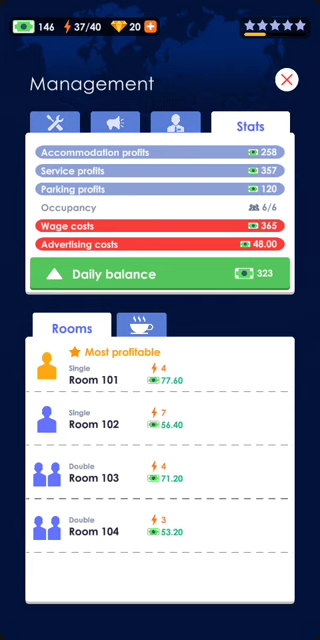 146 37/40 20
Management
Stats
Accommodation profits 258
Service profits 357
Parking profits 120
Occupancy 6/6
Wage costs 365
Advertising costs 48.00
Daily balance 323
Rooms
Most profitable
Single 4
Room 101 77.60
Single 7
Room 102 56.40
Double 4
Room 103 71.20
Double 3
Room 104 53.20